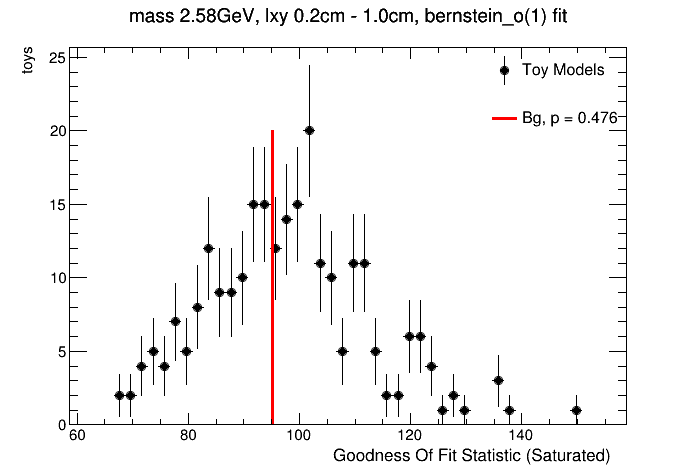 mass 2.58GeV, lxy 0.2cm - 1.0cm, bernstein_o(1) fit
toys
25
20
15
10
5
0
60 80 100 120 140
Goodness Of Fit Statistic (Saturated)
Toy Models
Bg, p = 0.476